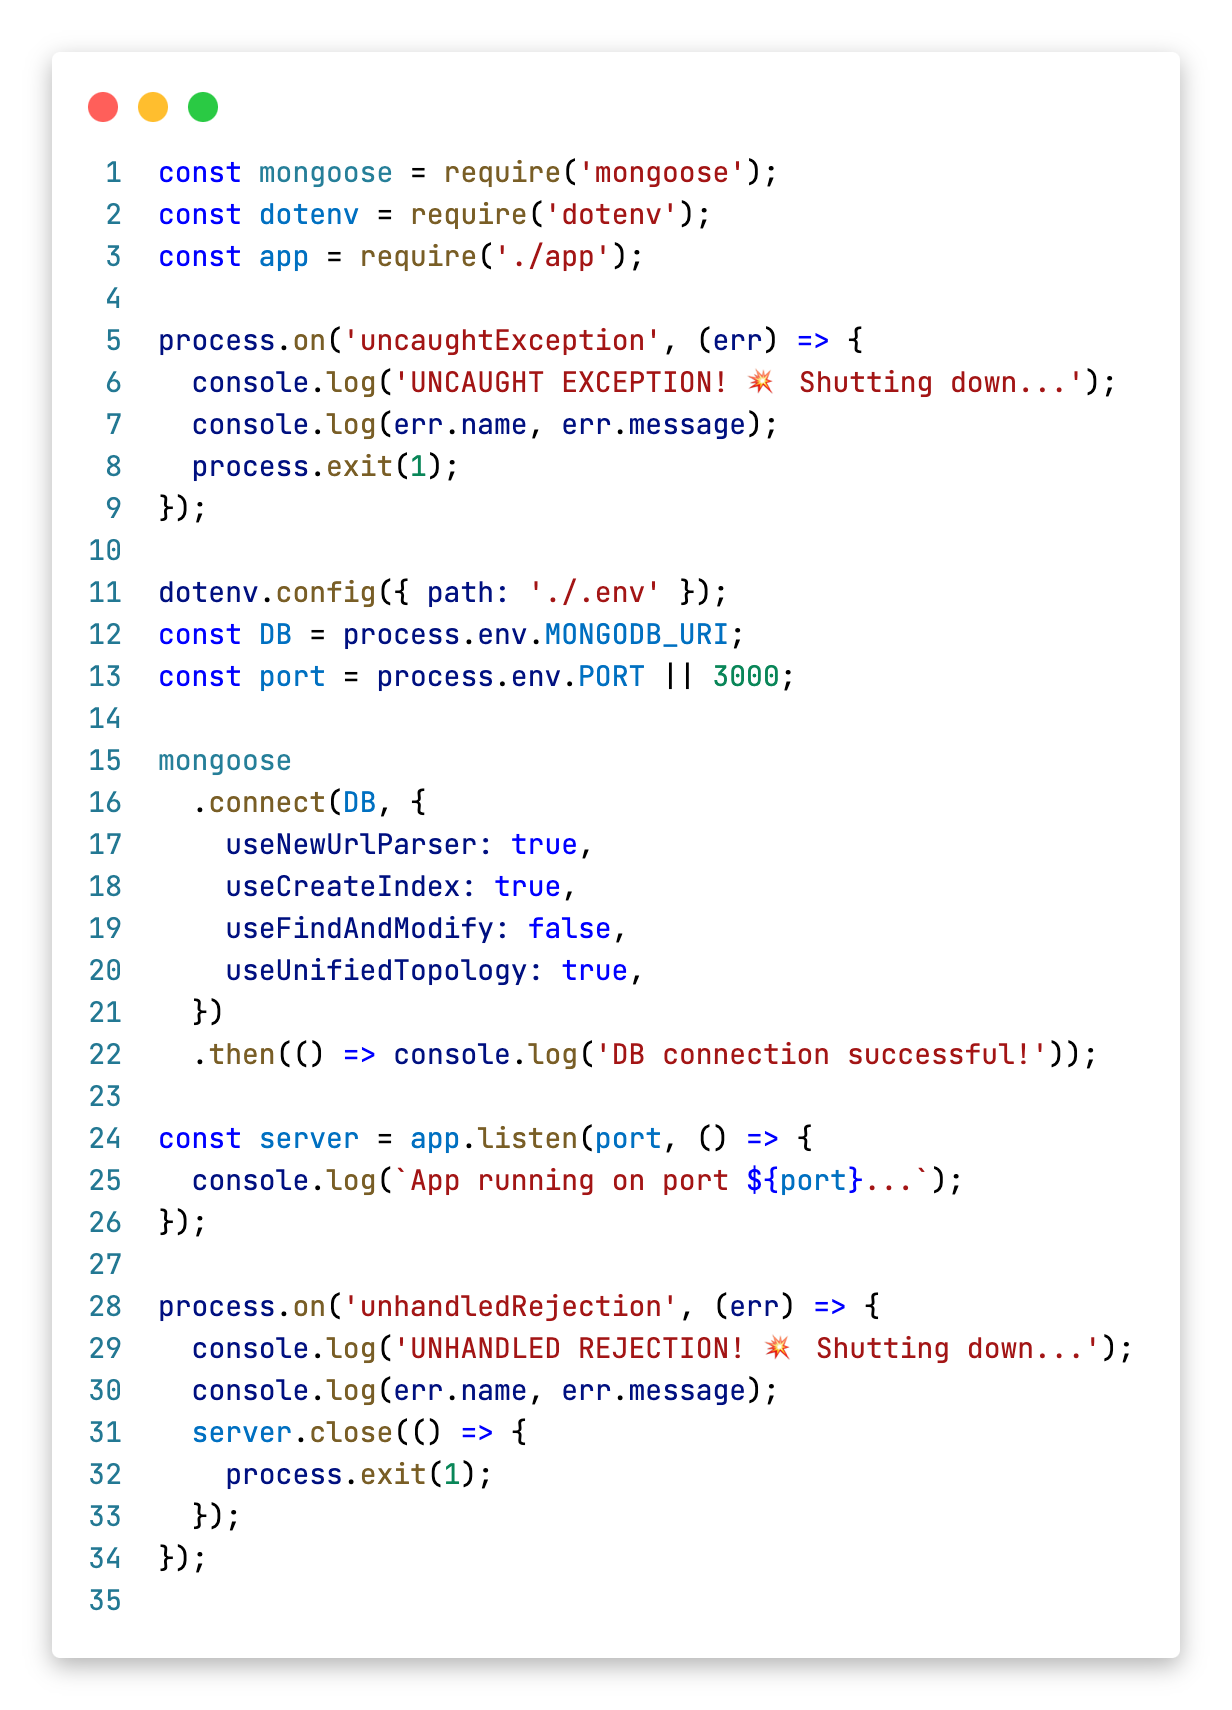 1 const mongoose = require('mongoose');
2 const dotenv = require('dotenv');
3 const app = require('./app');
4
5 process.on('uncaughtException', (err) => {
6   console.log('UNCAUGHT EXCEPTION! 💥 Shutting down...');
7   console.log(err.name, err.message);
8   process.exit(1);
9 });
10
11 dotenv.config({ path: './.env' });
12 const DB = process.env.MONGODB_URI;
13 const port = process.env.PORT || 3000;
14
15 mongoose
16   .connect(DB, {
17     useNewUrlParser: true,
18     useCreateIndex: true,
19     useFindAndModify: false,
20     useUnifiedTopology: true,
21   })
22   .then(() => console.log('DB connection successful!'));
23
24 const server = app.listen(port, () => {
25   console.log(`App running on port ${port}...`);
26 });
27
28 process.on('unhandledRejection', (err) => {
29   console.log('UNHANDLED REJECTION! 💥 Shutting down...');
30   console.log(err.name, err.message);
31   server.close(() => {
32     process.exit(1);
33   });
34 });
35